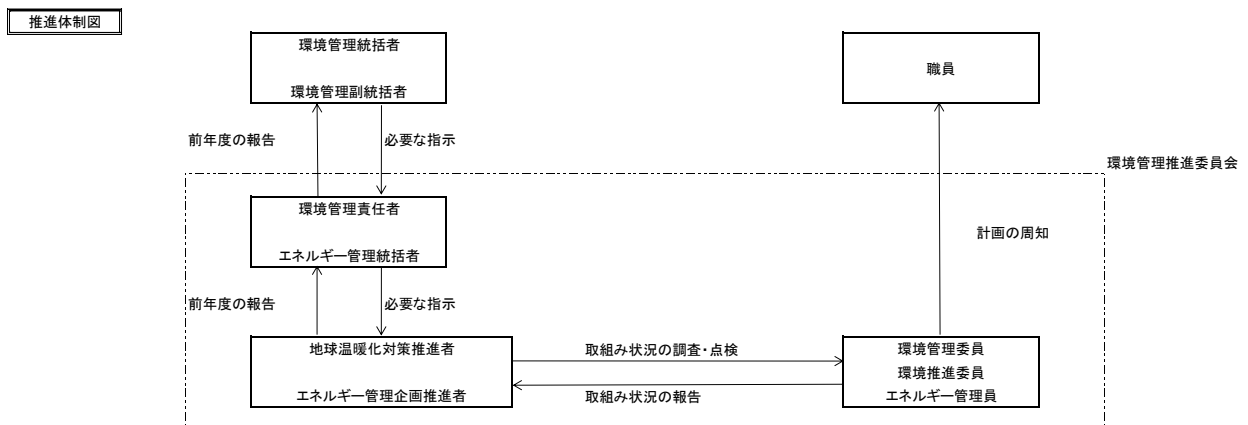 推進体制図
環境管理統括者
環境管理副統括者
職員
前年度の報告
必要な指示
環境管理推進委員会
環境管理責任者
エネルギー管理統括者
計画の周知
前年度の報告
必要な指示
地球温暖化対策推進者
エネルギー管理企画推進者
取組み状況の調査・点検
取組み状況の報告
環境管理委員
環境推進委員
エネルギー管理員